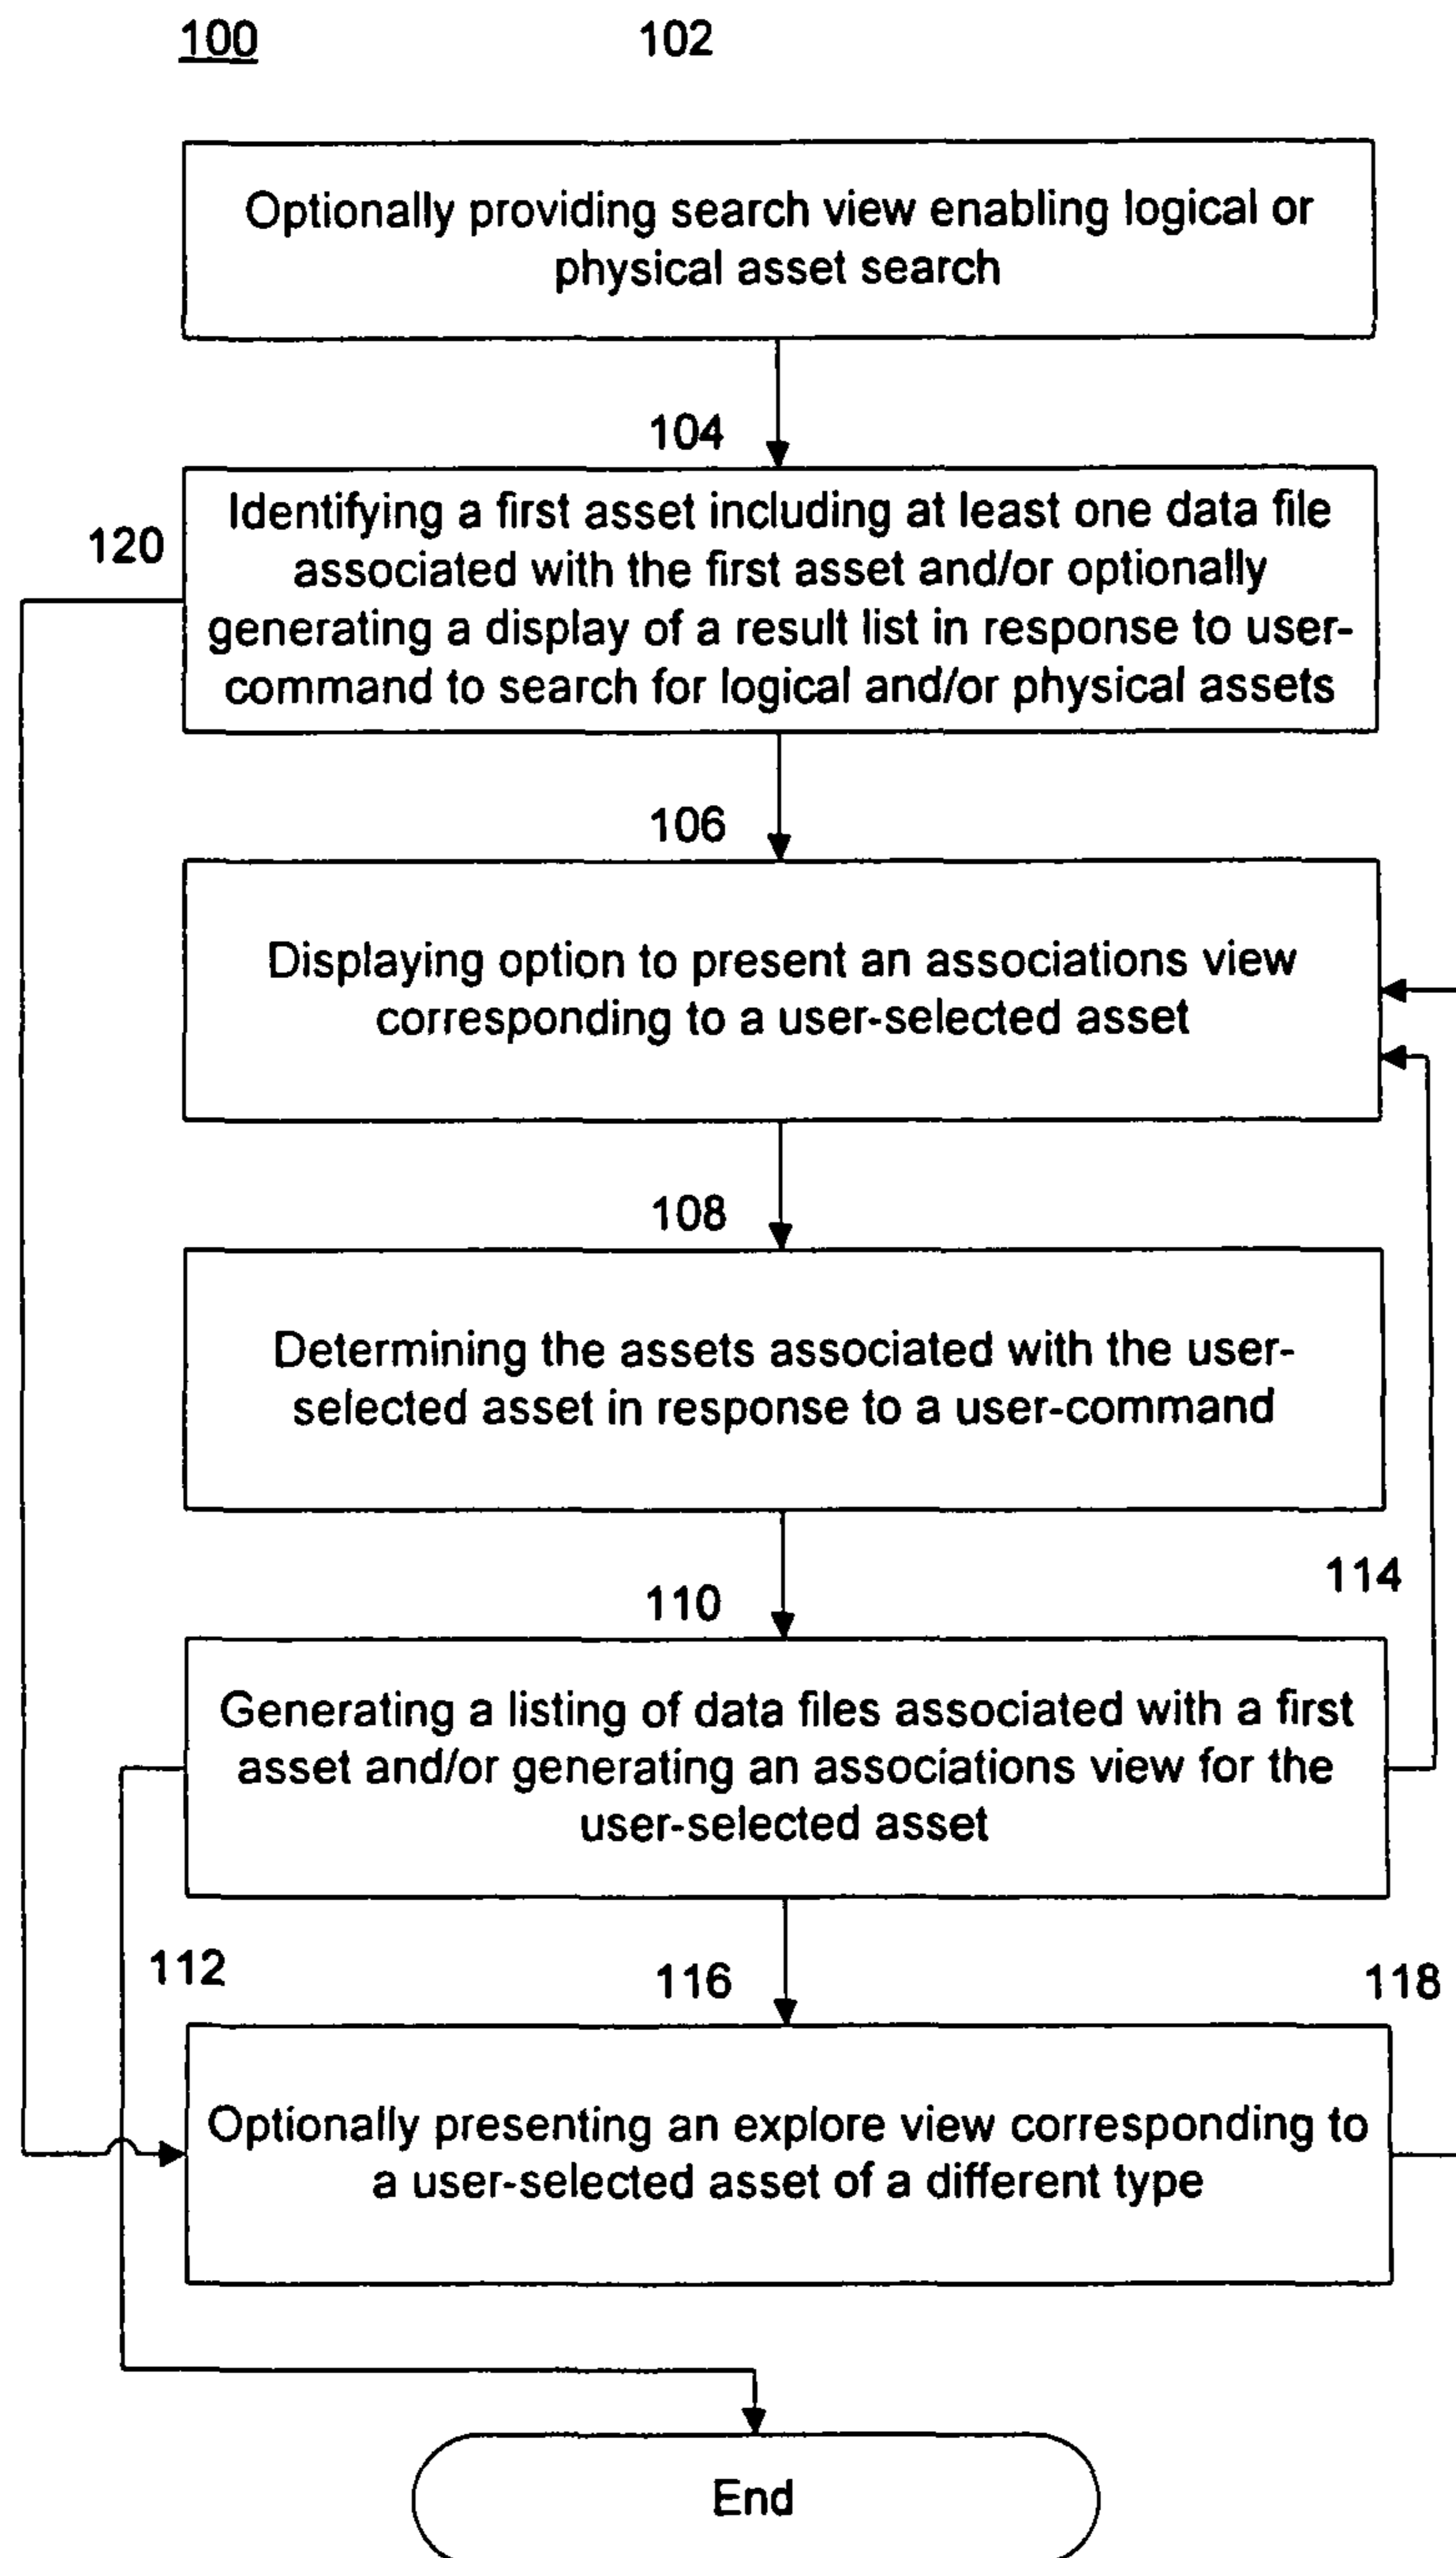 100
102
Optionally providing search view enabling logical or
physical asset search
104
120
Identifying a first asset including at least one data file
associated with the first asset and/or optionally
generating a display of a result list in response to user-
command to search for logical and/or physical assets
106
Displaying option to present an associations view
corresponding to a user-selected asset
108
Determining the assets associated with the user-
selected asset in response to a user-command
114
110
Generating a listing of data files associated with a first
asset and/or generating an associations view for the
user-selected asset
112
116
118
Optionally presenting an explore view corresponding to
a user-selected asset of a different type
End